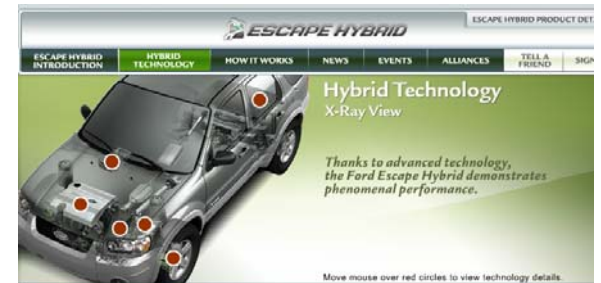 ESCAPE HYBRID PRODUCT DET
ESCAPE HYBRID
ESCAPE HYBRID
INTRODUCTION
HYBRID
TECHNOLOGY
HOW IT WORKS
NEWS
EVENTS
ALLIANCES
TELL A
FRIEND
SIGN
Hybrid Technology
X-Ray View
Thanks to advanced technology,
the Ford Escape Hybrid demonstrates
phenomenal performance.
Move mouse over red circles to view technology details.